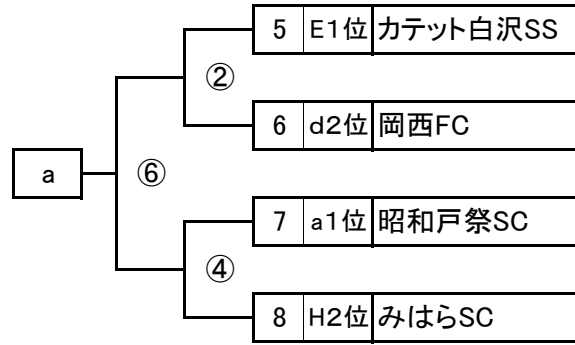 5 E1位 カテット白沢SS
②
6 d2位 岡西FC
a
⑥
7 a1位 昭和戸祭SC
④
8 H2位 みはらSC